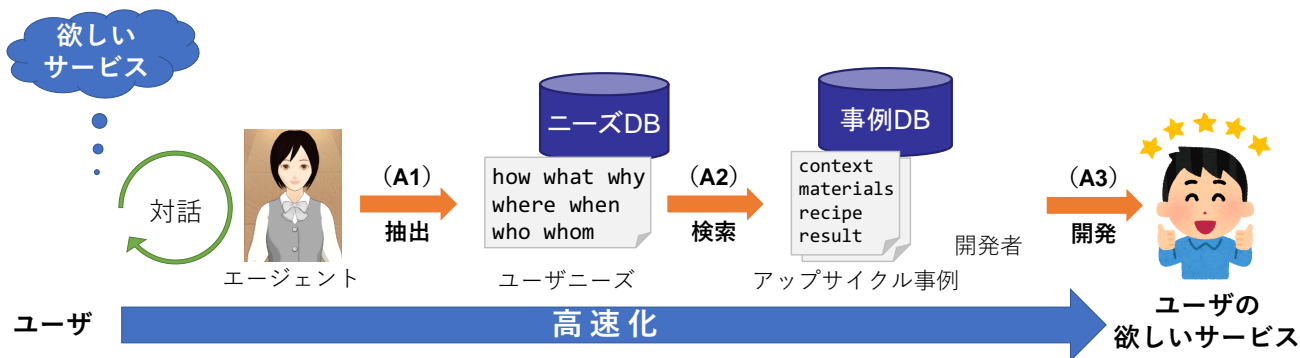 欲しい
サービス
対話
エージェント
（A1）
抽出
ニーズDB
how what why
where when
who whom
ユーザニーズ
（A2）
検索
事例DB
context
materials
recipe
result
アップサイクル事例
開発者
（A3）
開発
ユーザ
高速化
ユーザの
欲しいサービス